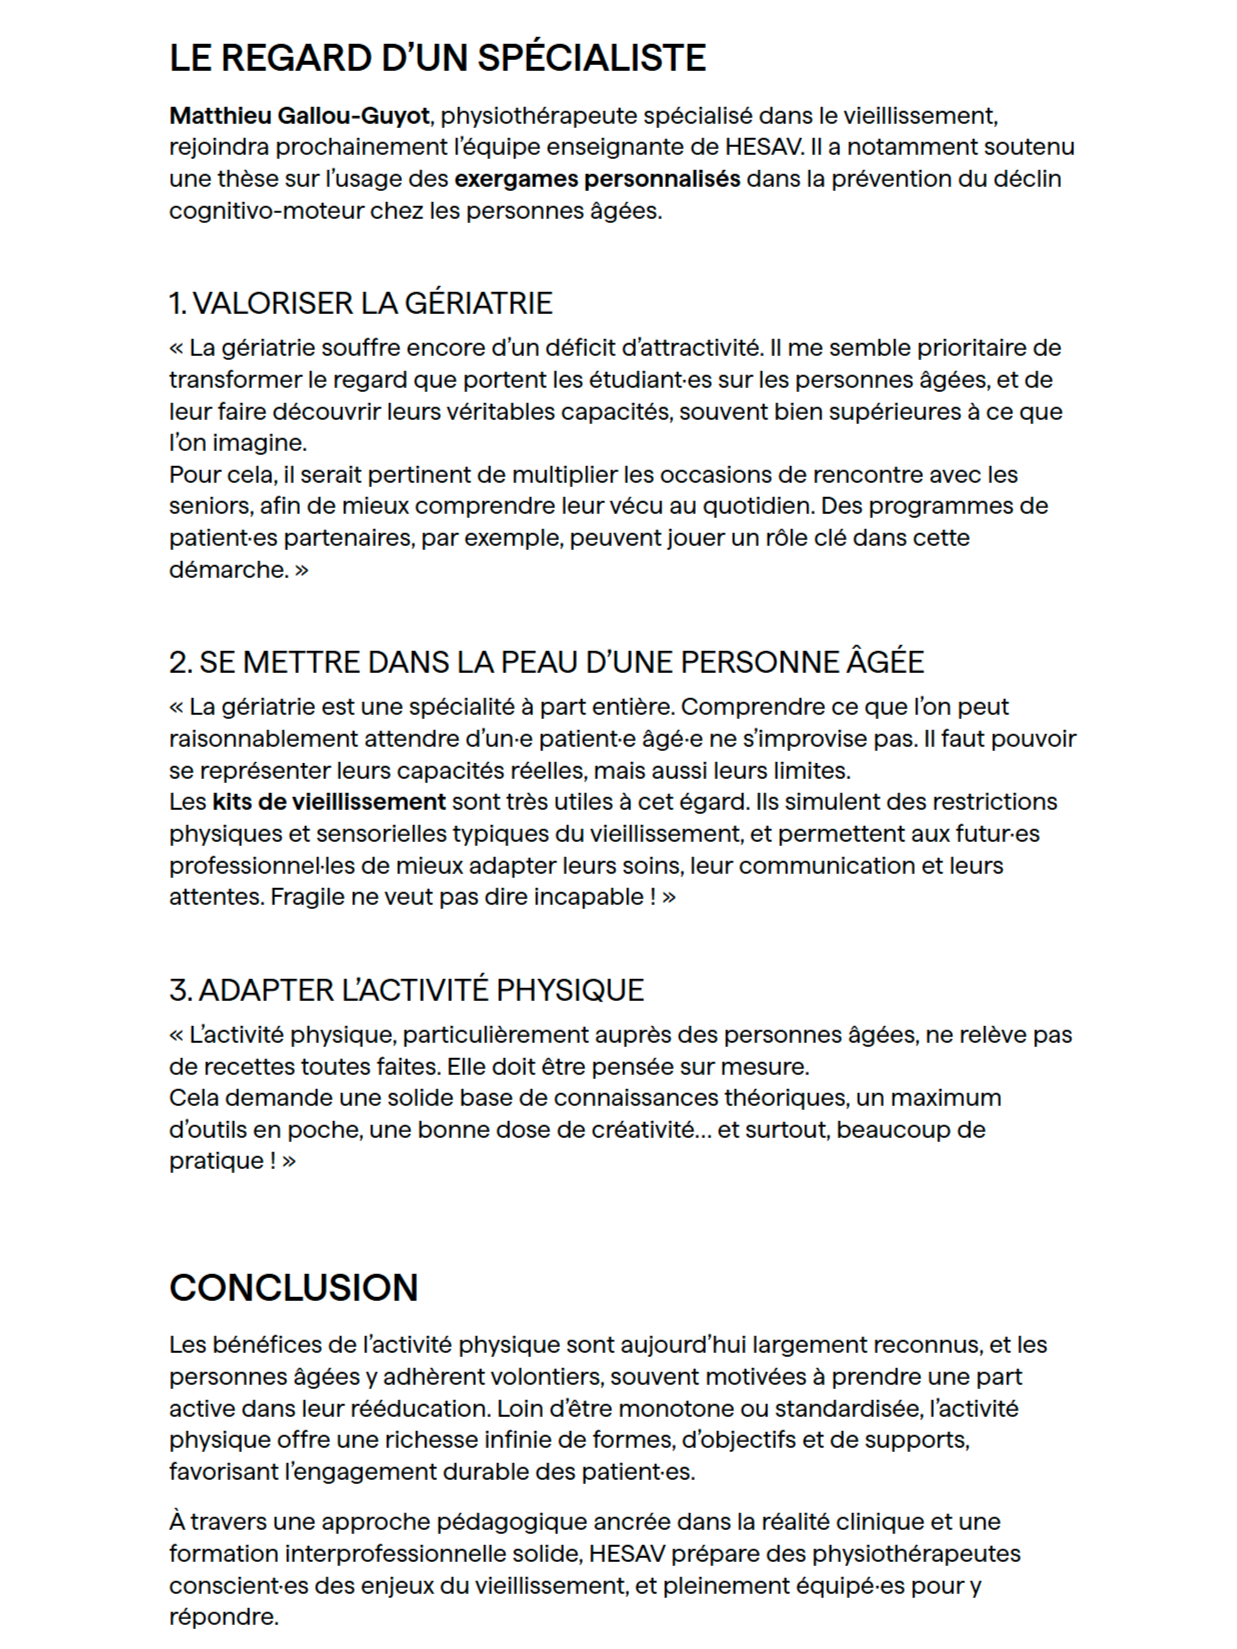 LE REGARD D’UN SPÉCIALISTE
Matthieu Gallou-Guyot, physiothérapeute spécialisé dans le vieillissement,
rejoindra prochainement l’équipe enseignante de HESAV. Il a notamment soutenu
une thèse sur l’usage des exergames personnalisés dans la prévention du déclin
cognitivo-moteur chez les personnes âgées.
1. VALORISER LA GÉRIATRIE
« La gériatrie souffre encore d’un déficit d’attractivité. Il me semble prioritaire de
transformer le regard que portent les étudiant·es sur les personnes âgées, et de
leur faire découvrir leurs véritables capacités, souvent bien supérieures à ce que
l’on imagine.
Pour cela, il serait pertinent de multiplier les occasions de rencontre avec les
seniors, afin de mieux comprendre leur vécu au quotidien. Des programmes de
patient·es partenaires, par exemple, peuvent jouer un rôle clé dans cette
démarche. »
2. SE METTRE DANS LA PEAU D’UNE PERSONNE ÂGÉE
« La gériatrie est une spécialité à part entière. Comprendre ce que l’on peut
raisonnablement attendre d’un·e patient·e âgé·e ne s’improvise pas. Il faut pouvoir
se représenter leurs capacités réelles, mais aussi leurs limites.
Les kits de vieillissement sont très utiles à cet égard. Ils simulent des restrictions
physiques et sensorielles typiques du vieillissement, et permettent aux futur·es
professionnel·les de mieux adapter leurs soins, leur communication et leurs
attentes. Fragile ne veut pas dire incapable ! »
3. ADAPTER L’ACTIVITÉ PHYSIQUE
« L’activité physique, particulièrement auprès des personnes âgées, ne relève pas
de recettes toutes faites. Elle doit être pensée sur mesure.
Cela demande une solide base de connaissances théoriques, un maximum
d’outils en poche, une bonne dose de créativité… et surtout, beaucoup de
pratique ! »
CONCLUSION
Les bénéfices de l’activité physique sont aujourd’hui largement reconnus, et les
personnes âgées y adhèrent volontiers, souvent motivées à prendre une part
active dans leur rééducation. Loin d’être monotone ou standardisée, l’activité
physique offre une richesse infinie de formes, d’objectifs et de supports,
favorisant l’engagement durable des patient·es.
À travers une approche pédagogique ancrée dans la réalité clinique et une
formation interprofessionnelle solide, HESAV prépare des physiothérapeutes
conscient·es des enjeux du vieillissement, et pleinement équipé·es pour y
répondre.